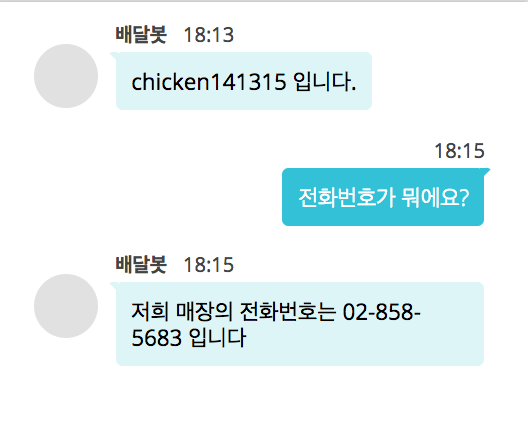 배달봇 18:13
chicken141315 입니다.
18:15
전화번호가 뭐에요?
배달봇 18:15
저희 매장의 전화번호는 02-858-
5683 입니다